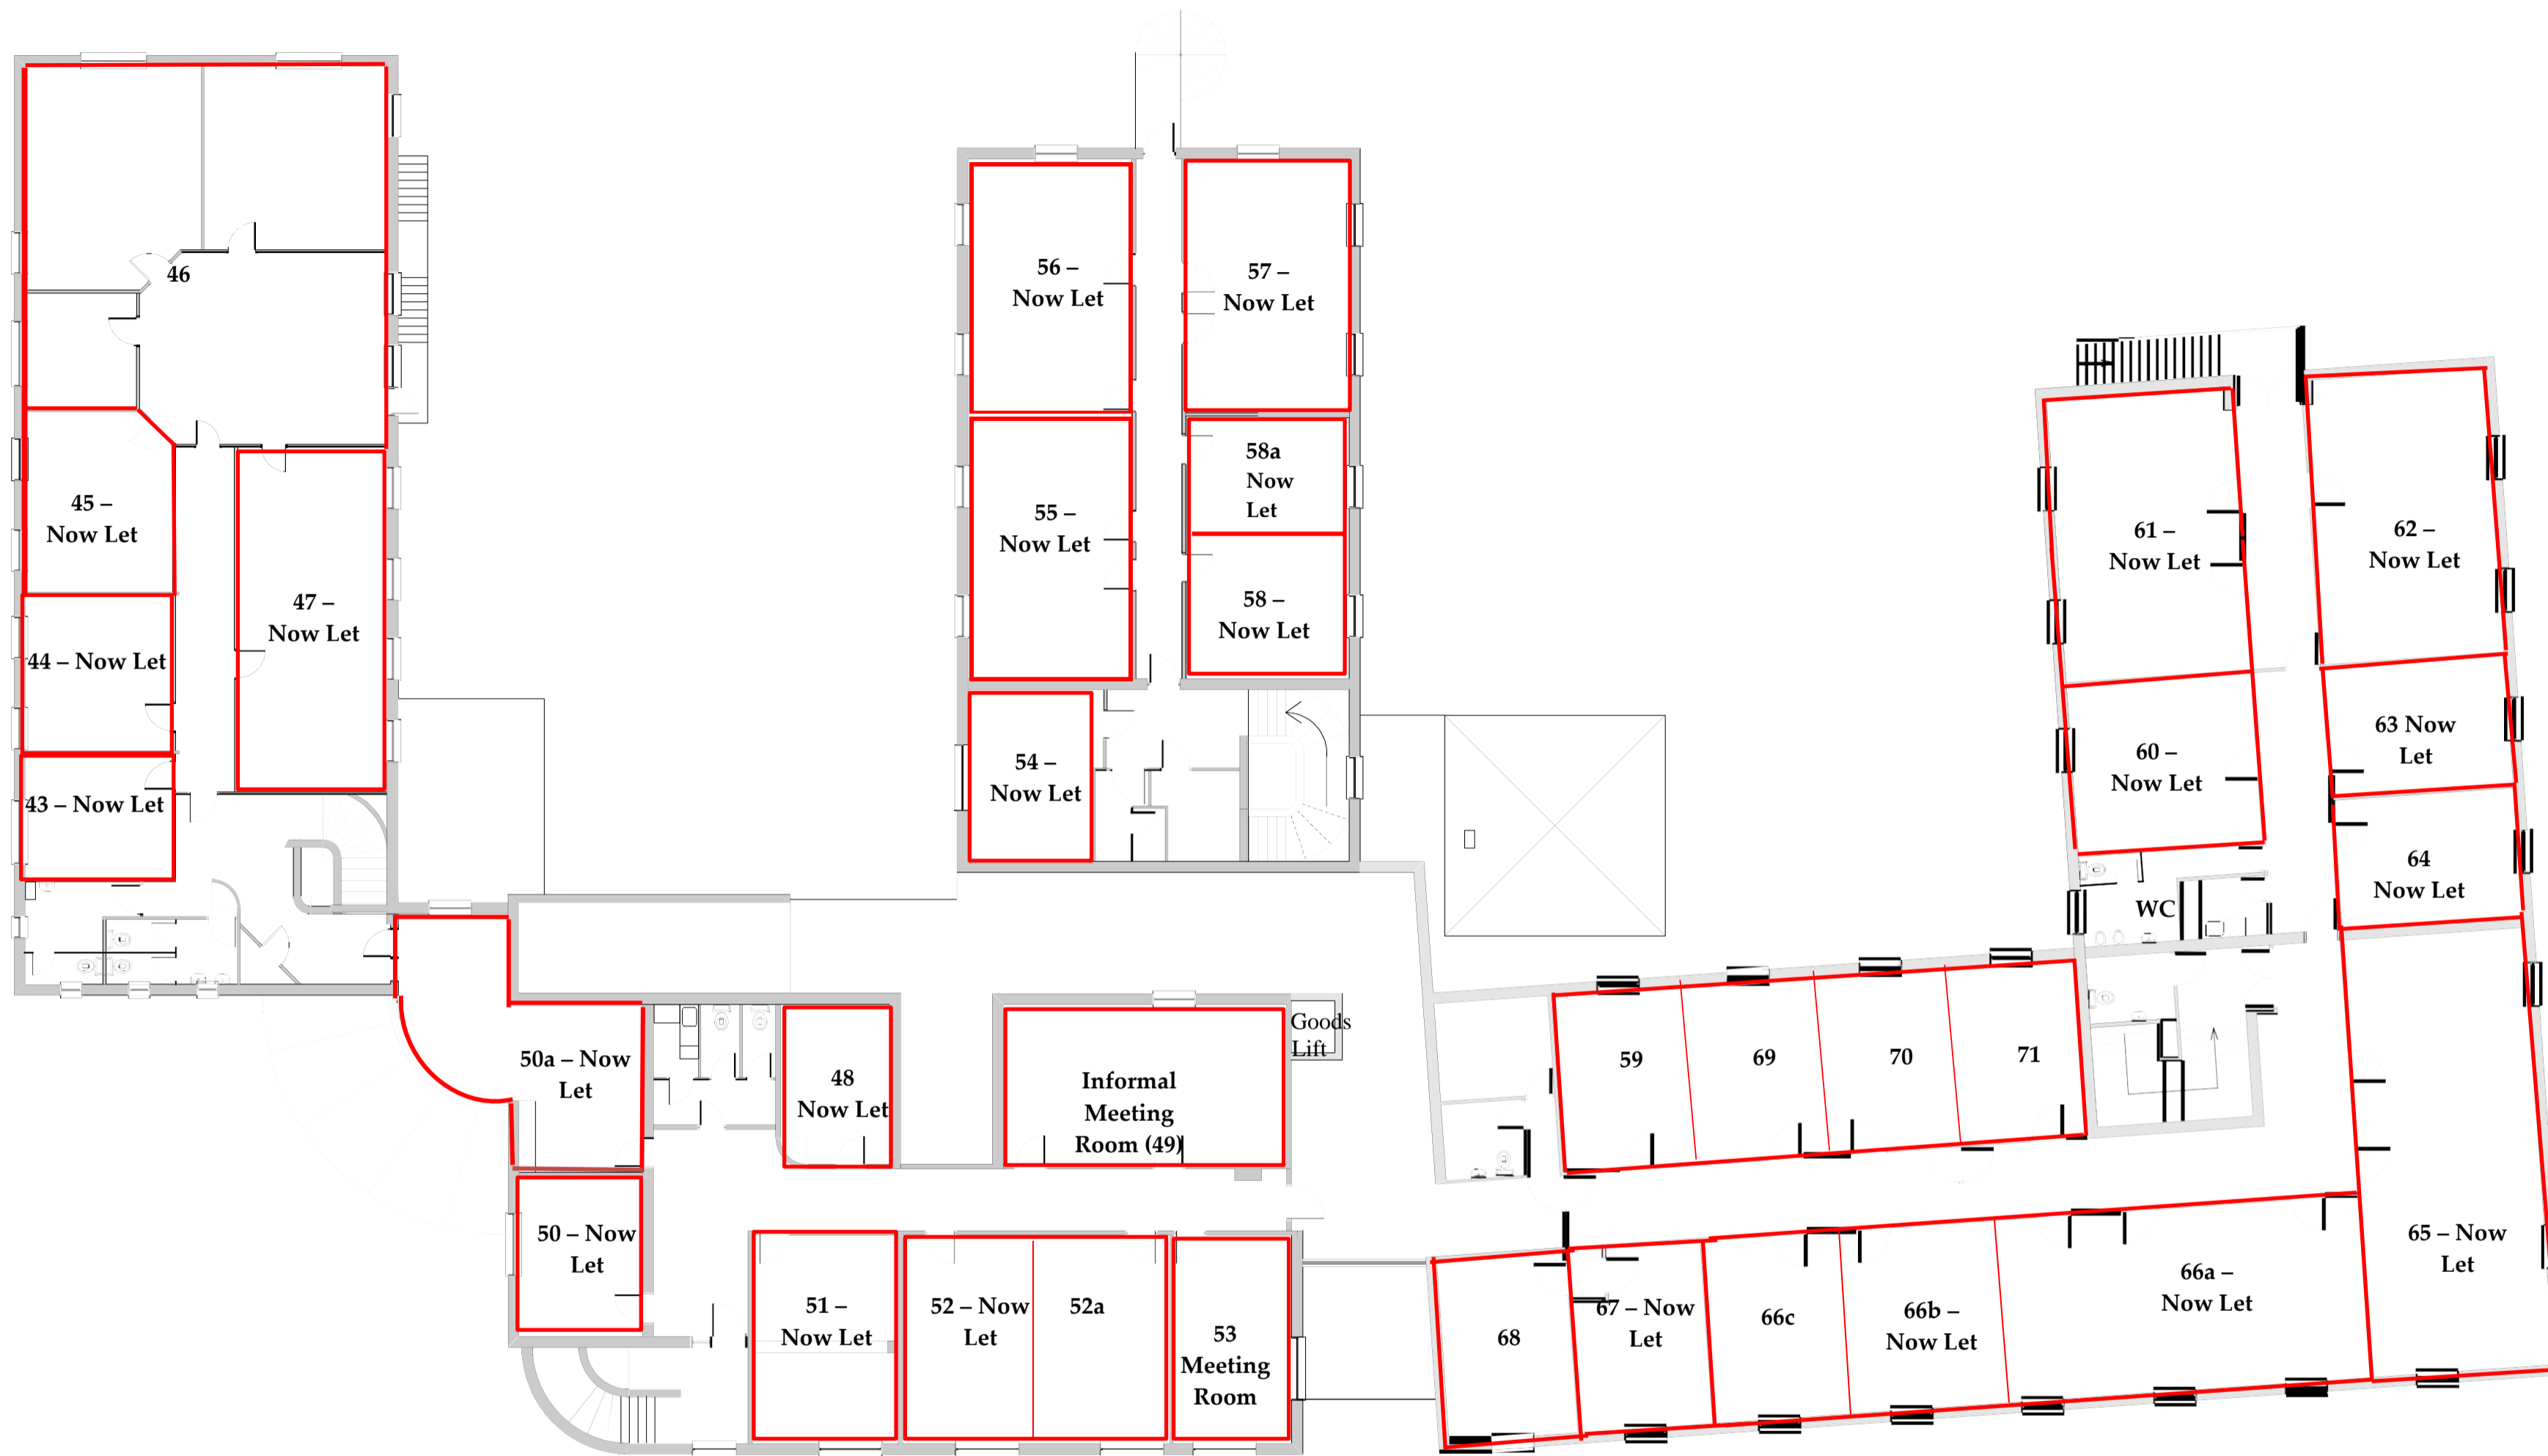 46
45 –
Now Let
44 – Now Let
43 – Now Let
47 –
Now Let
56 –
Now Let
57 –
Now Let
55 –
Now Let
58a
Now
Let
58 –
Now Let
54 –
Now Let
61 –
Now Let
62 –
Now Let
60 –
Now Let
63 Now
Let
64
Now Let
WC
50a – Now
Let
48
Now Let
Informal
Meeting
Room (49)
Goods
Lift
59
69
70
71
50 – Now
Let
51 –
Now Let
52 – Now
Let
52a
53
Meeting
Room
68
67 – Now
Let
66c
66b –
Now Let
66a –
Now Let
65 – Now
Let